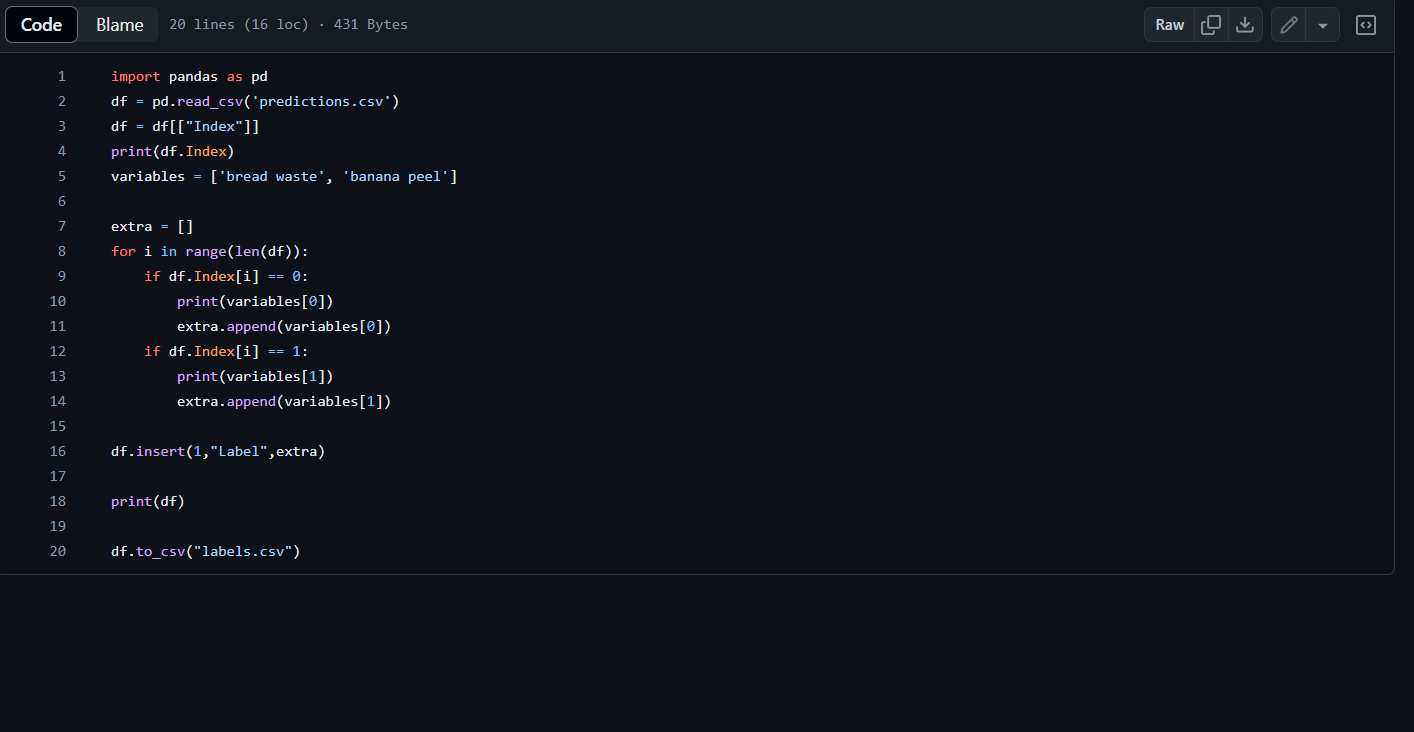 Code Blame 20 lines (16 loc) · 431 Bytes Raw
1 import pandas as pd
2 df = pd.read_csv('predictions.csv')
3 df = df[["Index"]]
4 print(df.Index)
5 variables = ['bread waste', 'banana peel']
6
7 extra = []
8 for i in range(len(df)):
9     if df.Index[i] == 0:
10         print(variables[0])
11         extra.append(variables[0])
12     if df.Index[i] == 1:
13         print(variables[1])
14         extra.append(variables[1])
15
16 df.insert(1,"Label",extra)
17
18 print(df)
19
20 df.to_csv("labels.csv")